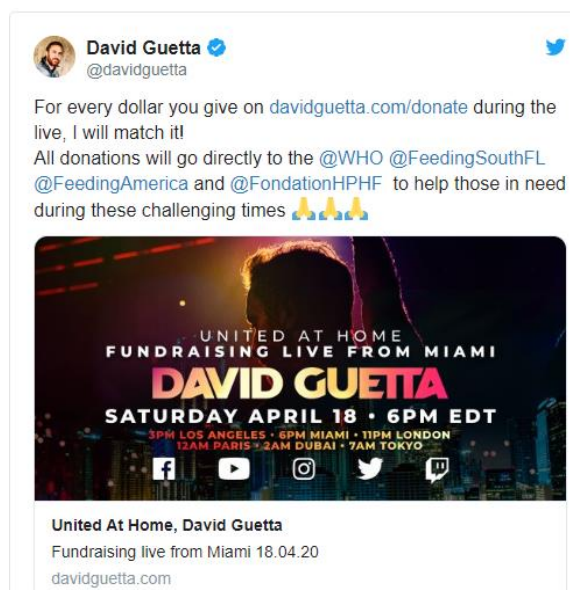 David Guetta
@davidguetta
For every dollar you give on davidguetta.com/donate during the
live, I will match it!
All donations will go directly to the @WHO @FeedingSouthFL
@FeedingAmerica and @FondationHPHF to help those in need
during these challenging times 🙏🙏🙏
UNITED AT HOME
FUNDRAISING LIVE FROM MIAMI
DAVID GUETTA
SATURDAY APRIL 18 • 6PM EDT
3PM LOS ANGELES • 6PM MIAMI • 11PM LONDON
12AM PARIS • 2AM DUBAI • 7AM TOKYO
United At Home, David Guetta
Fundraising live from Miami 18.04.20
davidguetta.com